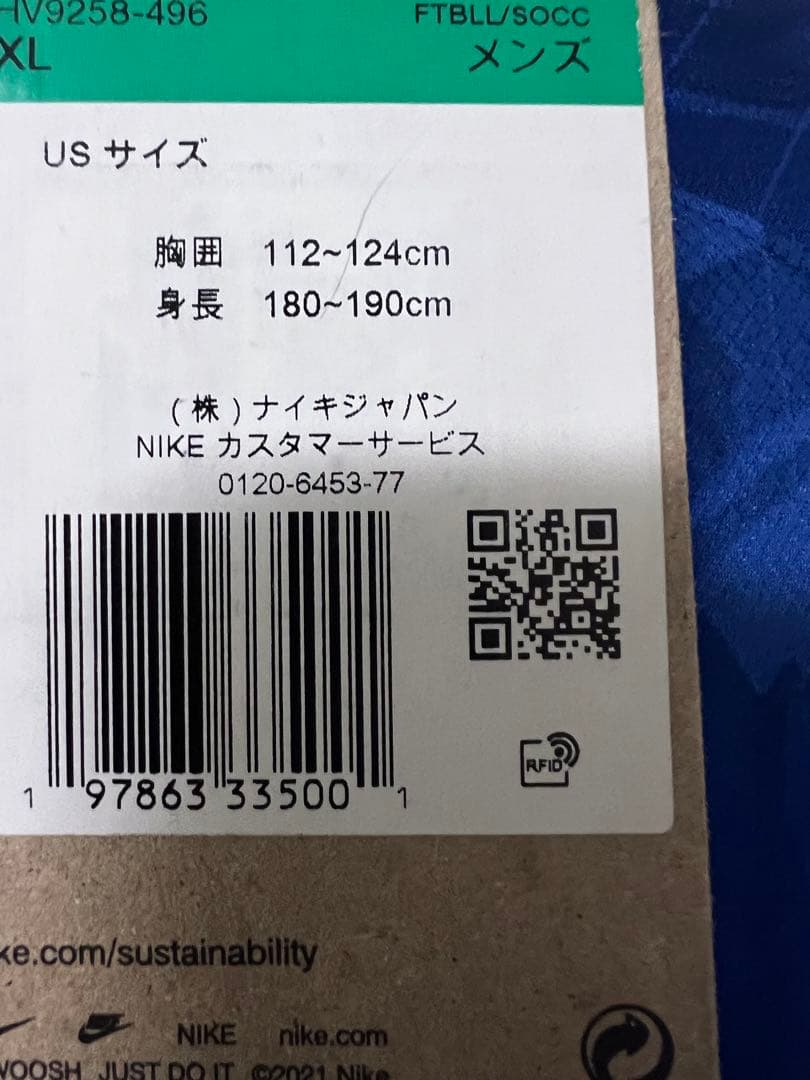 HV9258-496 FTBLL/SOCC
XL メンズ
US サイズ
胸囲 112~124cm
身長 180~190cm
(株)ナイキジャパン
NIKE カスタマーサービス
0120-6453-77
RFID
1 97863 33500 1
ke.com/sustainability
NIKE nike.com
WOOSH JUST DO IT ©2021 Nike